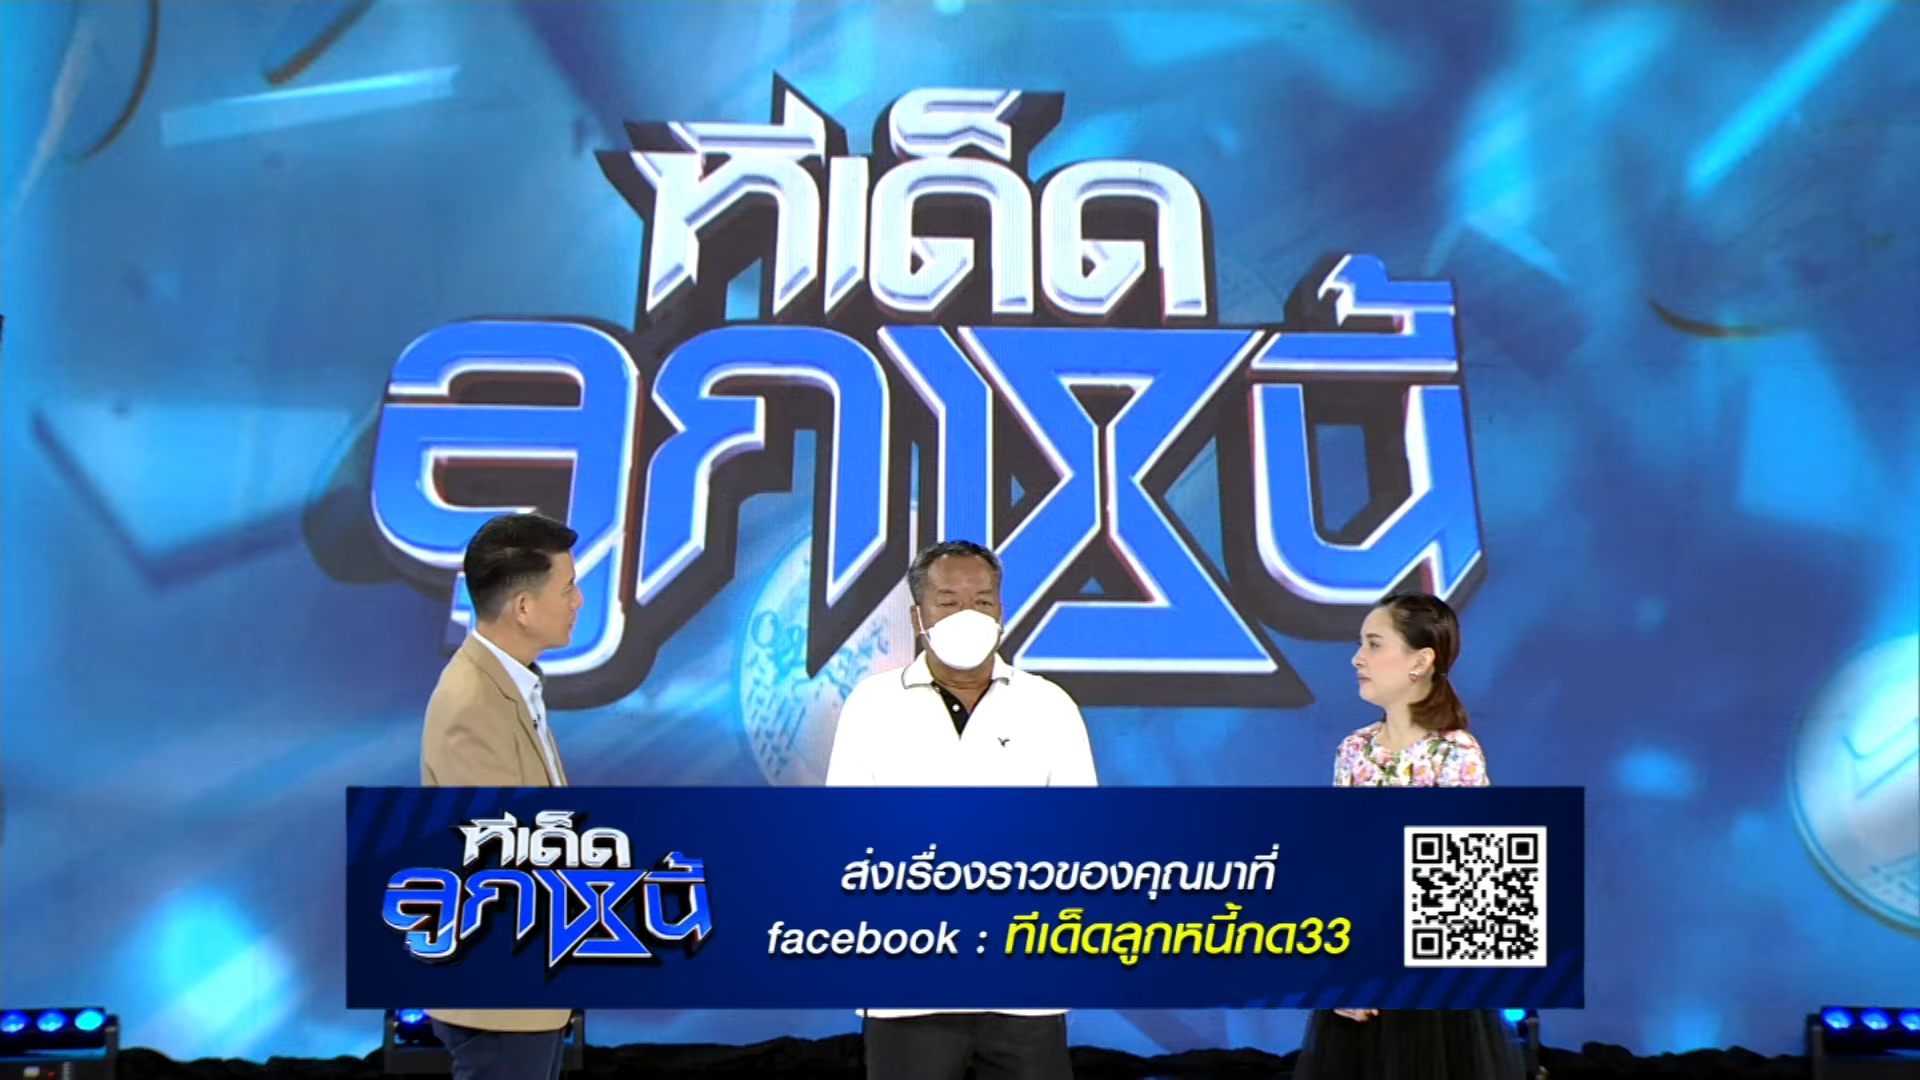 ทีเด็ด
ลูกหนี้
ทีเด็ด
ลูกหนี้
ส่งเรื่องราวของคุณมาที่
facebook : ทีเด็ดลูกหนี้กด33